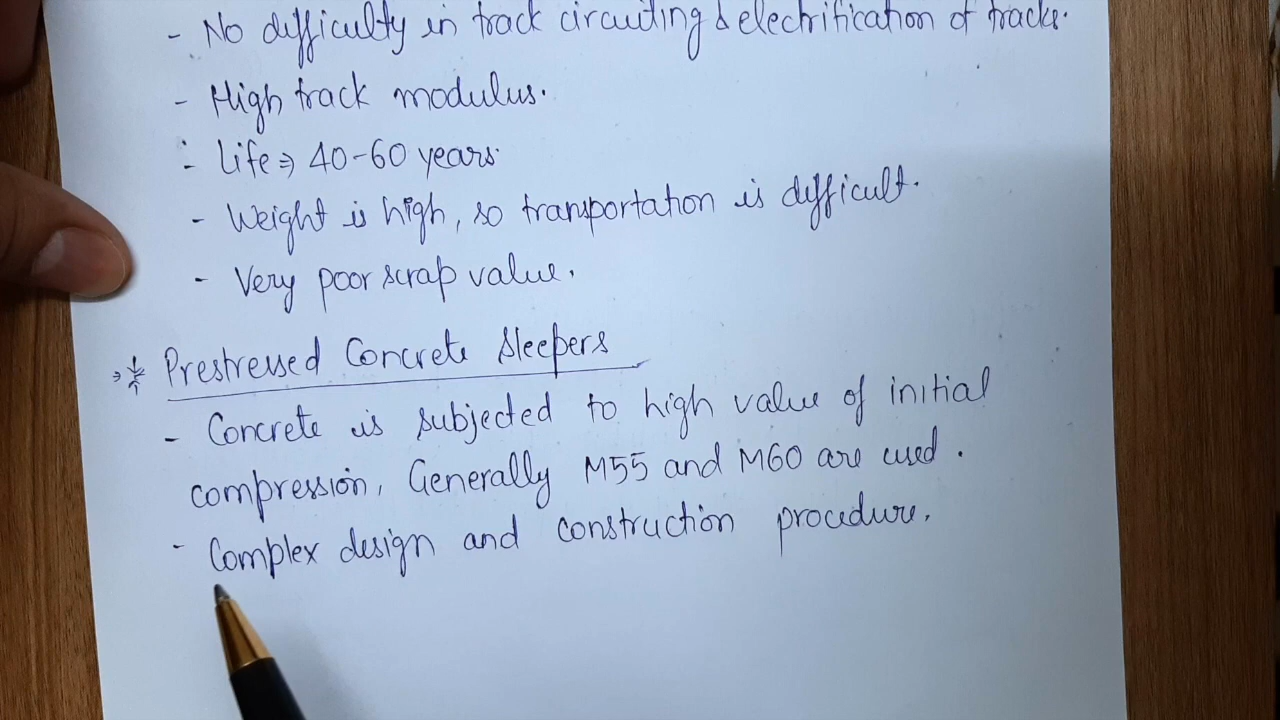 - No difficulty in track circuiting & electrification of tracks.
- High track modulus.
- Life ⇒ 40-60 years.
- Weight is high, so transportation is difficult.
- Very poor scrap value.
⇒ * Prestressed Concrete Sleepers
- Concrete is subjected to high value of initial
compression, Generally M55 and M60 are used.
- Complex design and construction procedure.